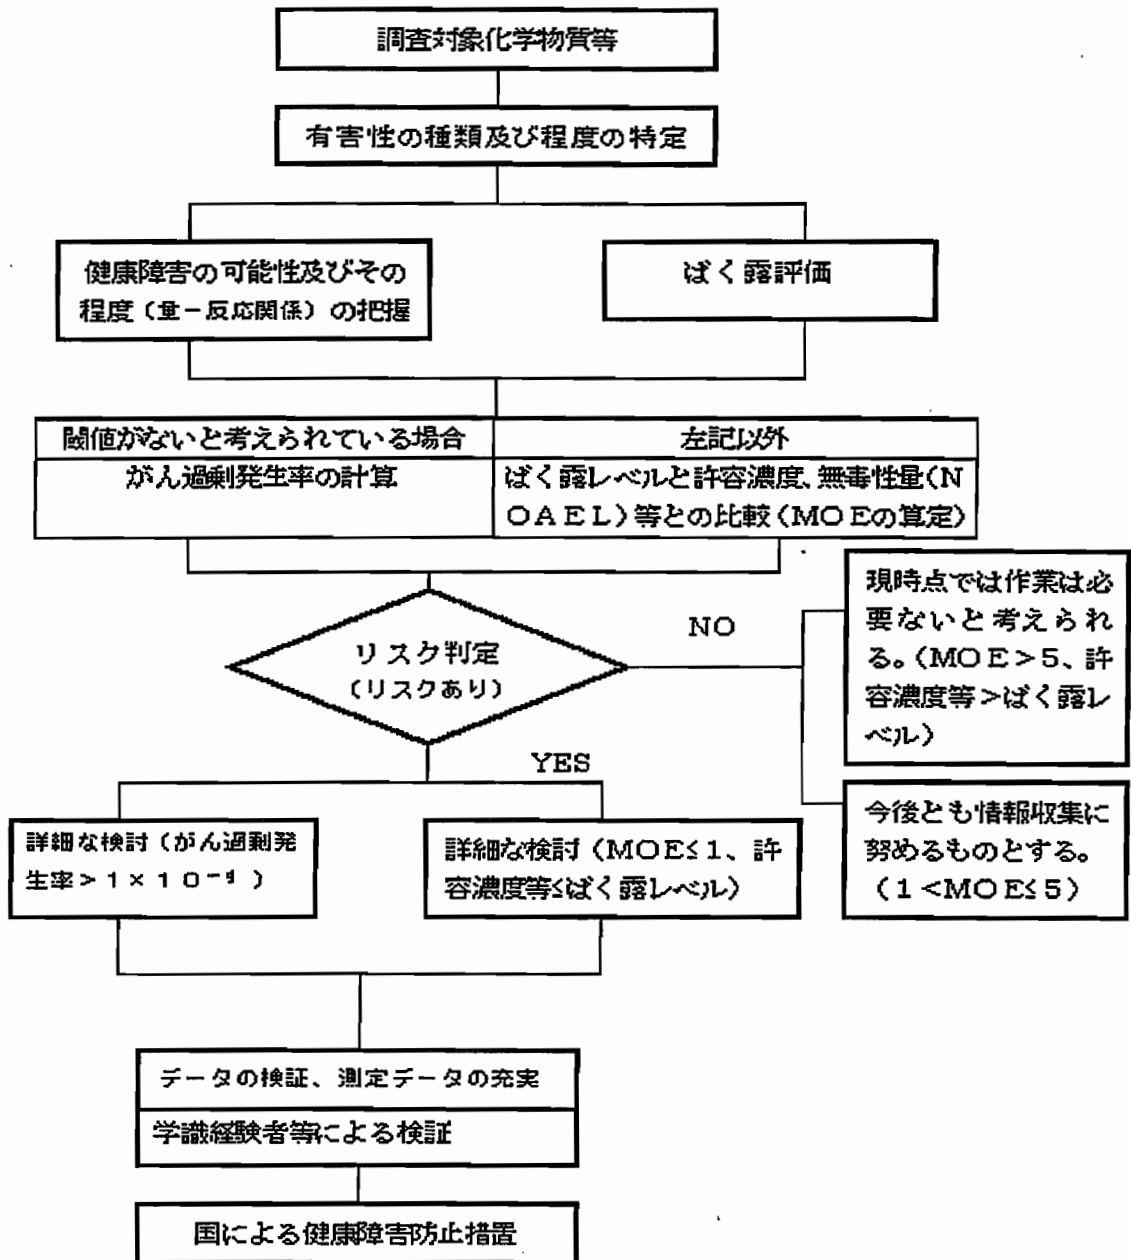 調査対象化学物質等
有害性の種類及び程度の特定
健康障害の可能性及びその
程度（量－反応関係）の把握
ばく露評価
閾値がないと考えられている場合
左記以外
がん過剰発生率の計算
ばく露レベルと許容濃度、無毒性量（N
OAEL）等との比較（MOEの算定）
リスク判定
（リスクあり）
NO
現時点では作業は必
要ないと考えられ
る。（MOE＞5、許
容濃度等＞ばく露レ
ベル）
YES
今後とも情報収集に
努めるものとする。
（1＜MOE≦5）
詳細な検討（がん過剰発
生率＞1×10 ）
詳細な検討（MOE≦1、許
容濃度等≦ばく露レベル）
データの検証、測定データの充実
学識経験者等による検証
国による健康障害防止措置